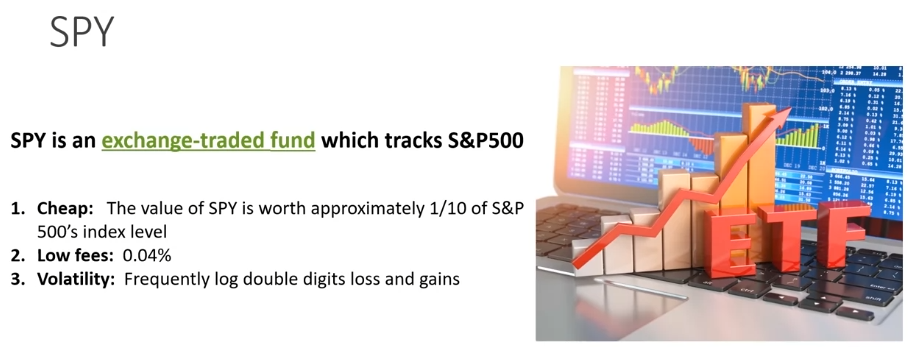 SPY
SPY is an exchange-traded fund which tracks S&P500
1. Cheap: The value of SPY is worth approximately 1/10 of S&P
500's index level
2. Low fees: 0.04%
3. Volatility: Frequently log double digits loss and gains
ETF